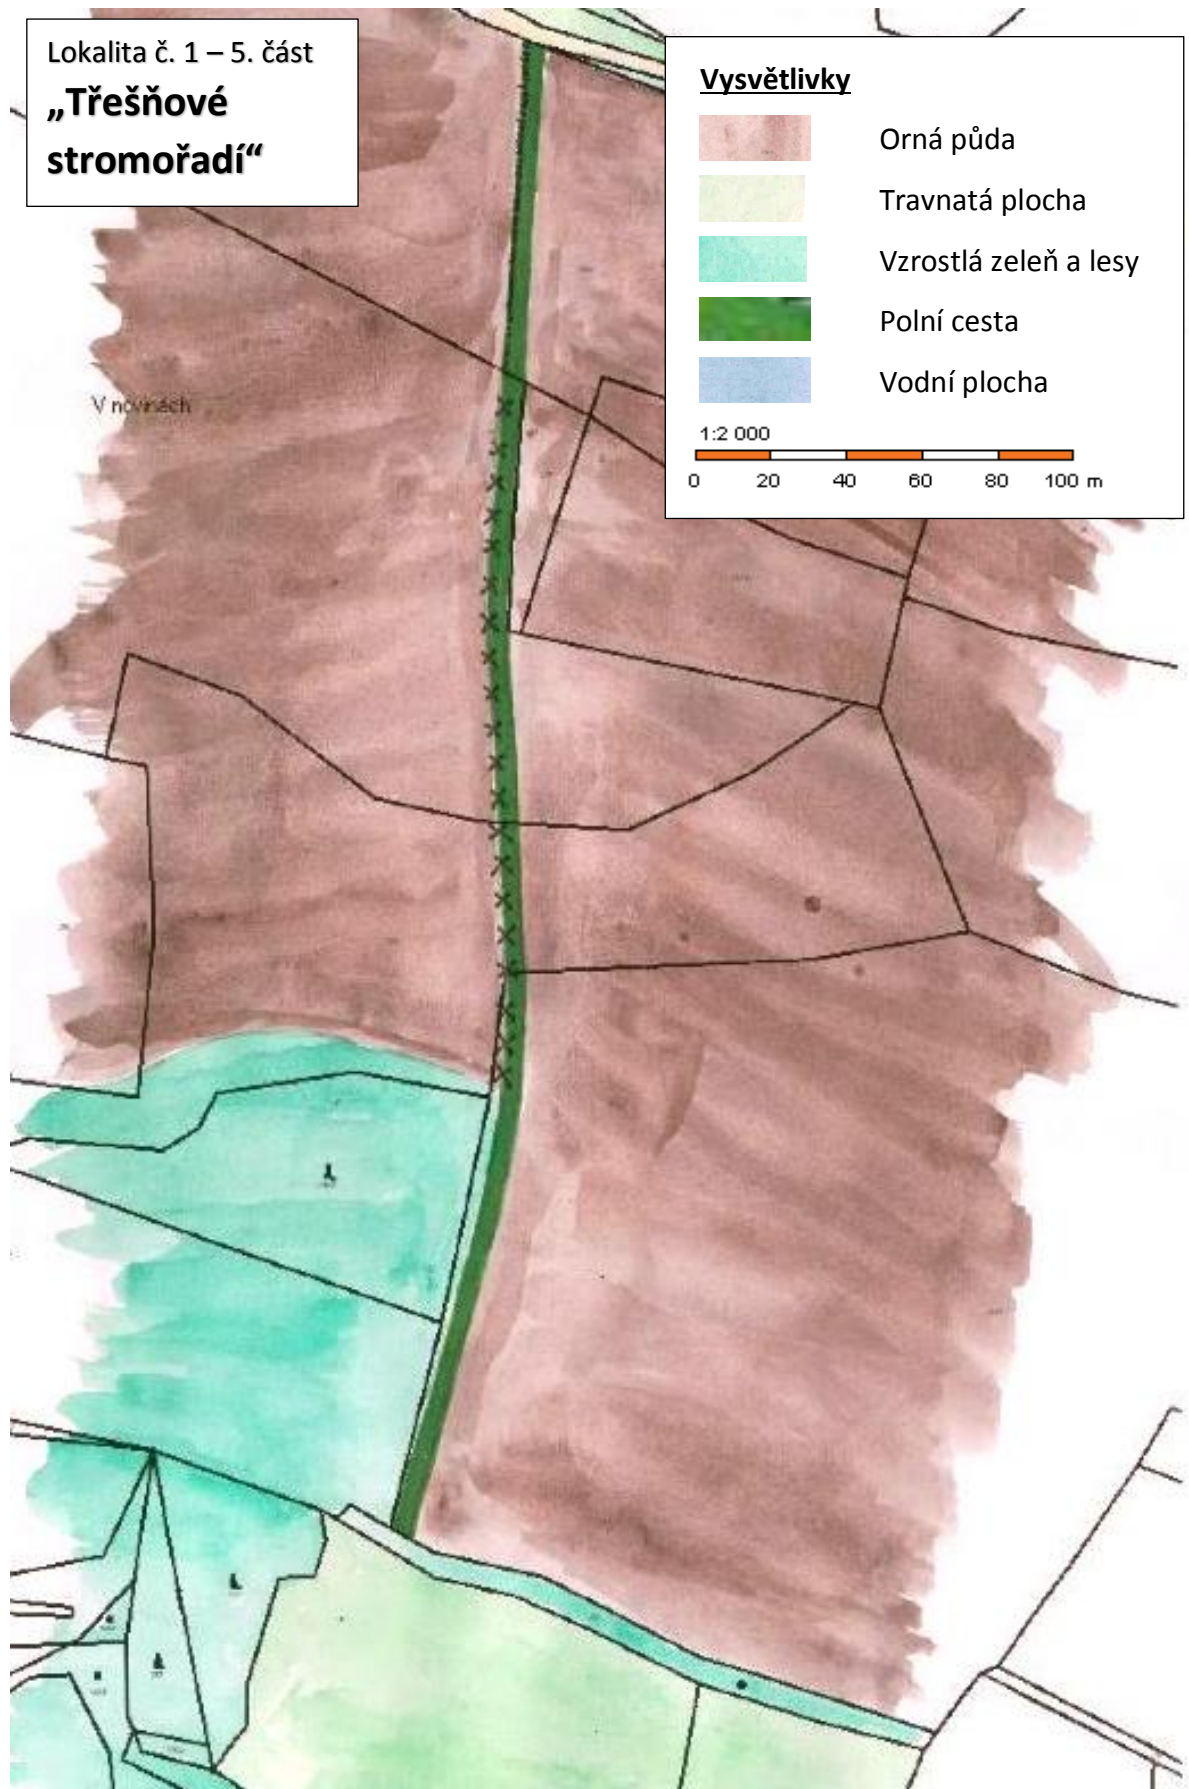 Lokalita č. 1 – 5. část
„Třešňové
stromořadí“
Vysvětlivky
Orná půda
Travnatá plocha
Vzrostlá zeleň a lesy
Polní cesta
Vodní plocha
1:2 000
0 20 40 60 80 100 m
V novinách